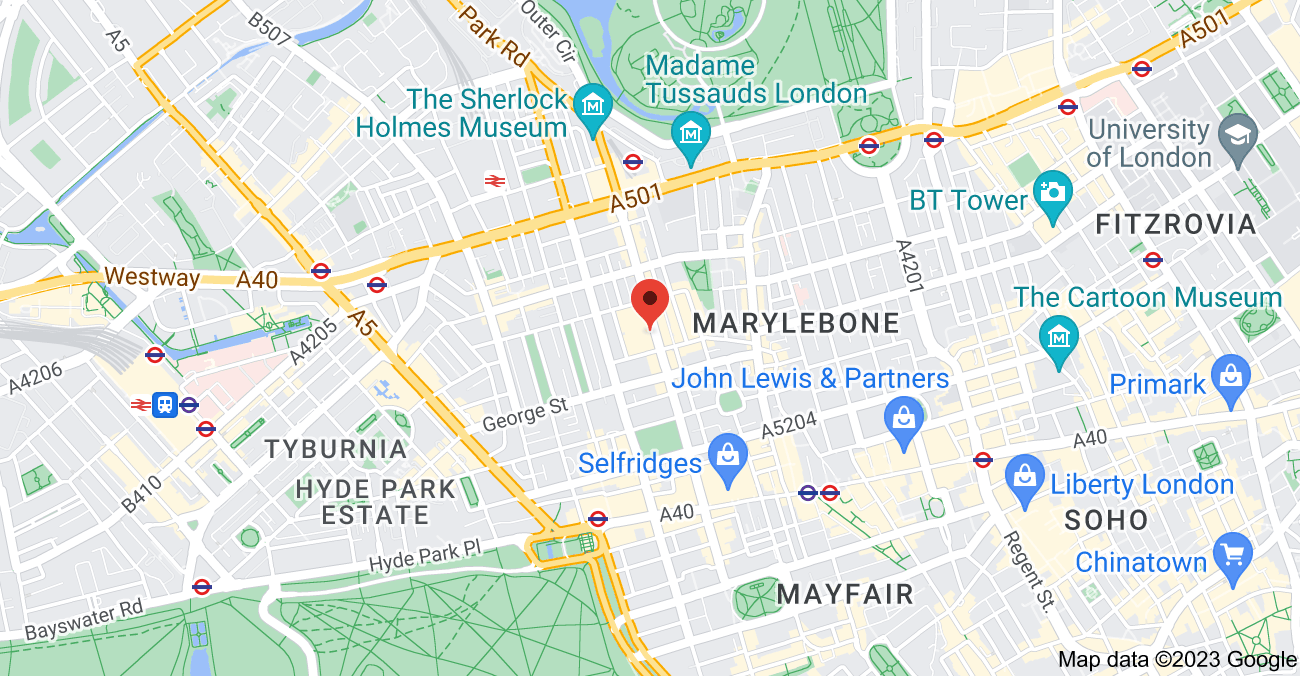 A5
B507
Park Rd
Outer Cir
A501
Madame
Tussauds London
The Sherlock
Holmes Museum
University
of London
A501
BT Tower
FITZROVIA
A4201
Westway
A40
The Cartoon Museum
A5
A4205
MARYLEBONE
A4206
John Lewis & Partners
Primark
George St
A5204
A40
TYBURNIA
Selfridges
HYDE PARK
ESTATE
B410
Liberty London
A40
SOHO
Hyde Park Pl
Regent St.
Chinatown
MAYFAIR
Bayswater Rd
Map data ©2023 Google